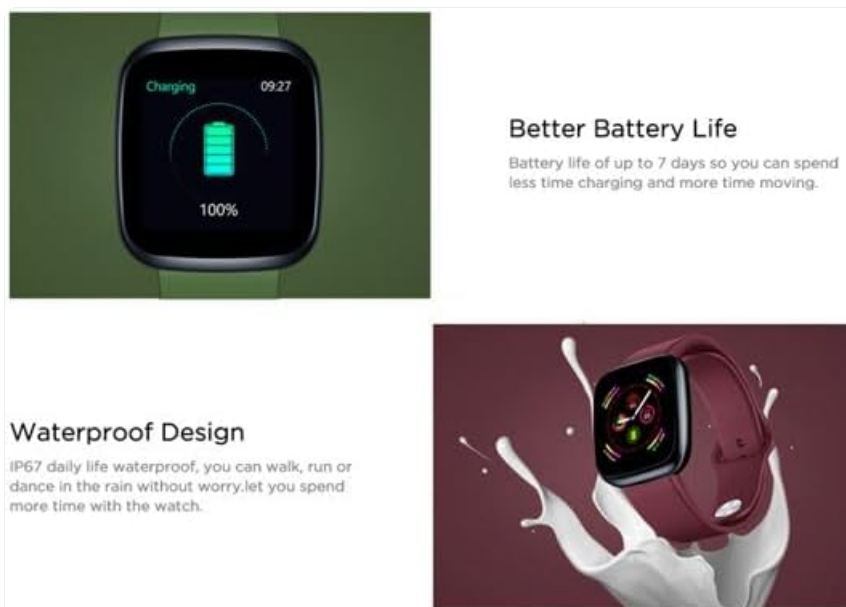 Charging 09:27
100%
Better Battery Life
Battery life of up to 7 days so you can spend
less time charging and more time moving.
Waterproof Design
IP67 daily life waterproof, you can walk, run or
dance in the rain without worry.let you spend
more time with the watch.